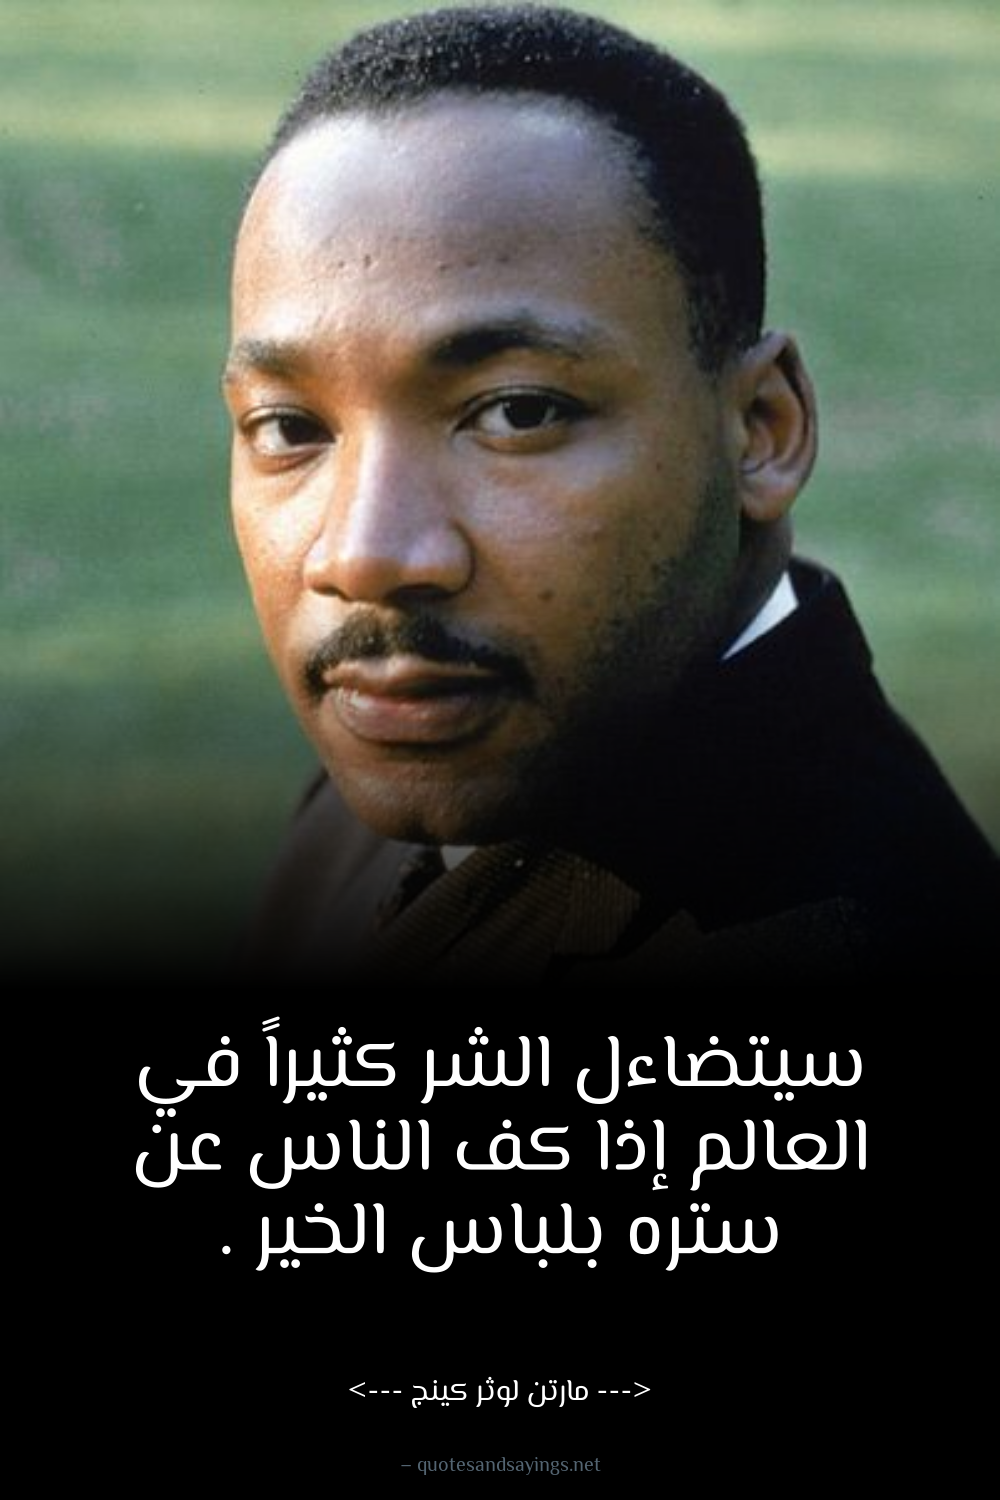 سيتضاءل الشر كثيراً في
العالم إذا كف الناس عن
ستره بلباس الخير .
<--- مارتن لوثر كينج --->
– quotesandsayings.net